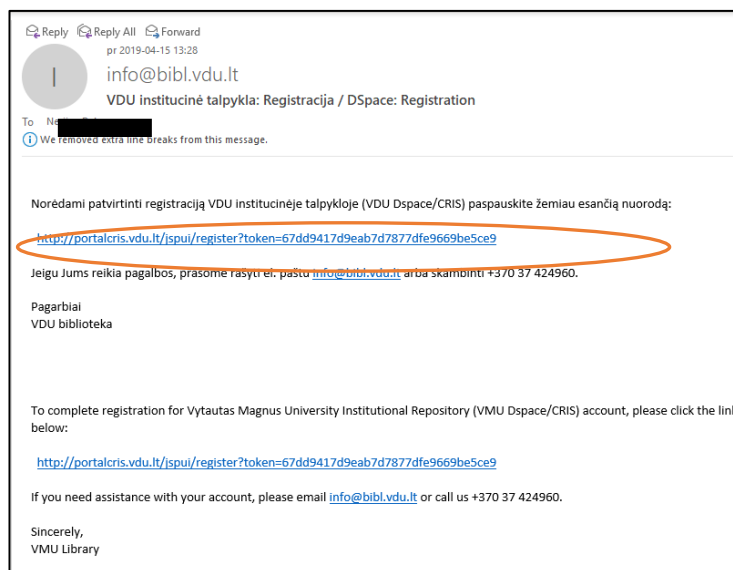 Reply Reply All Forward
pr 2019-04-15 13:28
I
info@bibl.vdu.lt
VDU institucinė talpykla: Registracija / DSpace: Registration
To
We removed extra line breaks from this message.
Norėdami patvirtinti registraciją VDU institucinėje talpykloje (VDU Dspace/CRIS) paspauskite žemiau esančią nuorodą:
http://portalcris.vdu.lt/jspui/register?token=67dd9417d9eab7d7877dfe9669be5ce9
Jeigu Jums reikia pagalbos, prašome rašyti el. paštu info@bibl.vdu.lt arba skambinti +370 37 424960.
Pagarbiai
VDU biblioteka
To complete registration for Vytautas Magnus University Institutional Repository (VMU Dspace/CRIS) account, please click the link
below:
http://portalcris.vdu.lt/jspui/register?token=67dd9417d9eab7d7877dfe9669be5ce9
If you need assistance with your account, please email info@bibl.vdu.lt or call us +370 37 424960.
Sincerely,
VMU Library